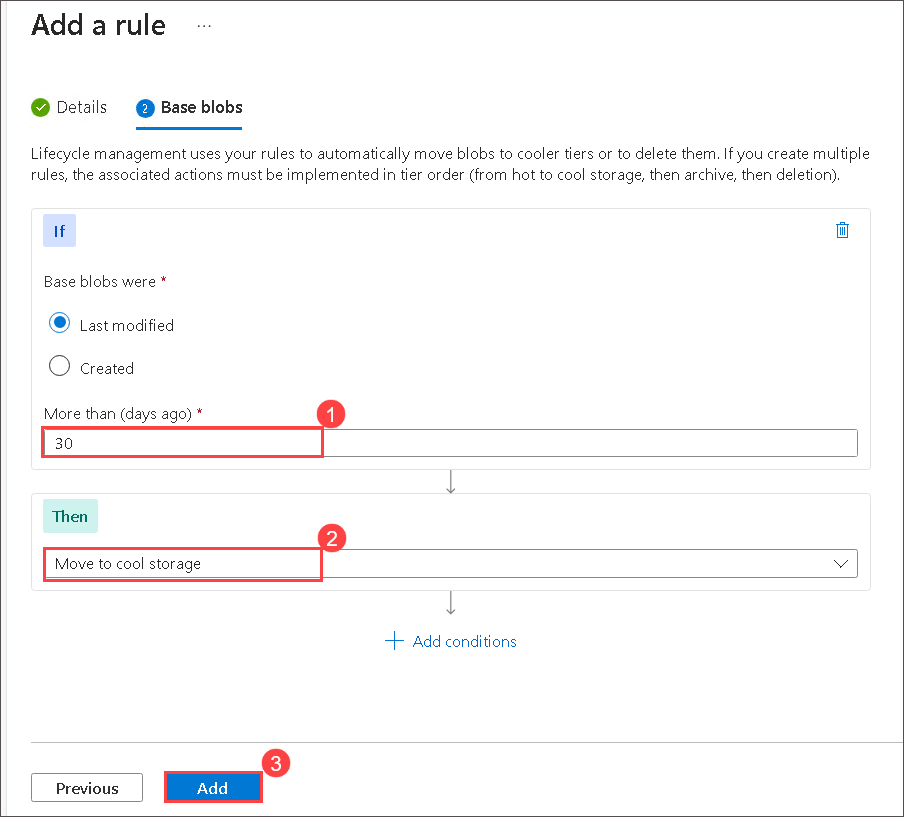 Add a rule ...
Details 2 Base blobs
Lifecycle management uses your rules to automatically move blobs to cooler tiers or to delete them. If you create multiple
rules, the associated actions must be implemented in tier order (from hot to cool storage, then archive, then deletion).
If
Base blobs were *
Last modified
Created
More than (days ago) * 1
30
Then
2
Move to cool storage
Add conditions
3
Previous Add